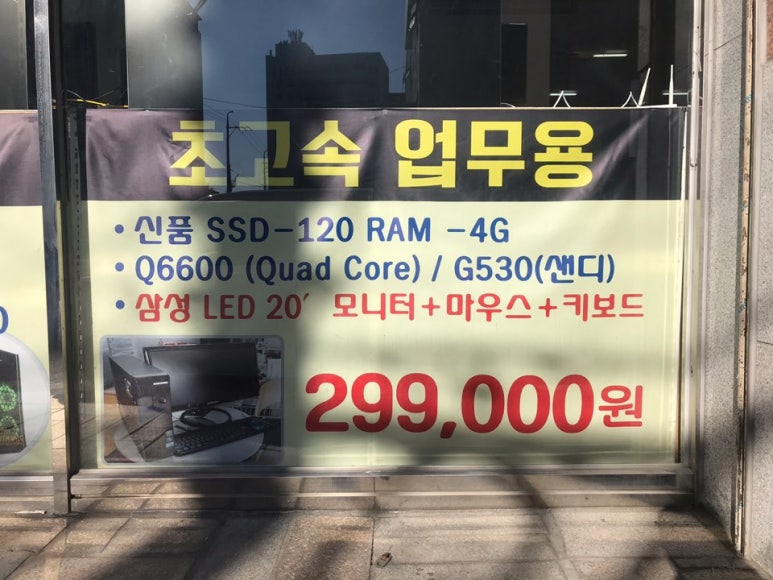 초고속 업무용
• 신품 SSD-120 RAM -4G
• Q6600 (Quad Core) / G530(샌디)
• 삼성 LED 20′ 모니터+마우스+키보드
299,000원